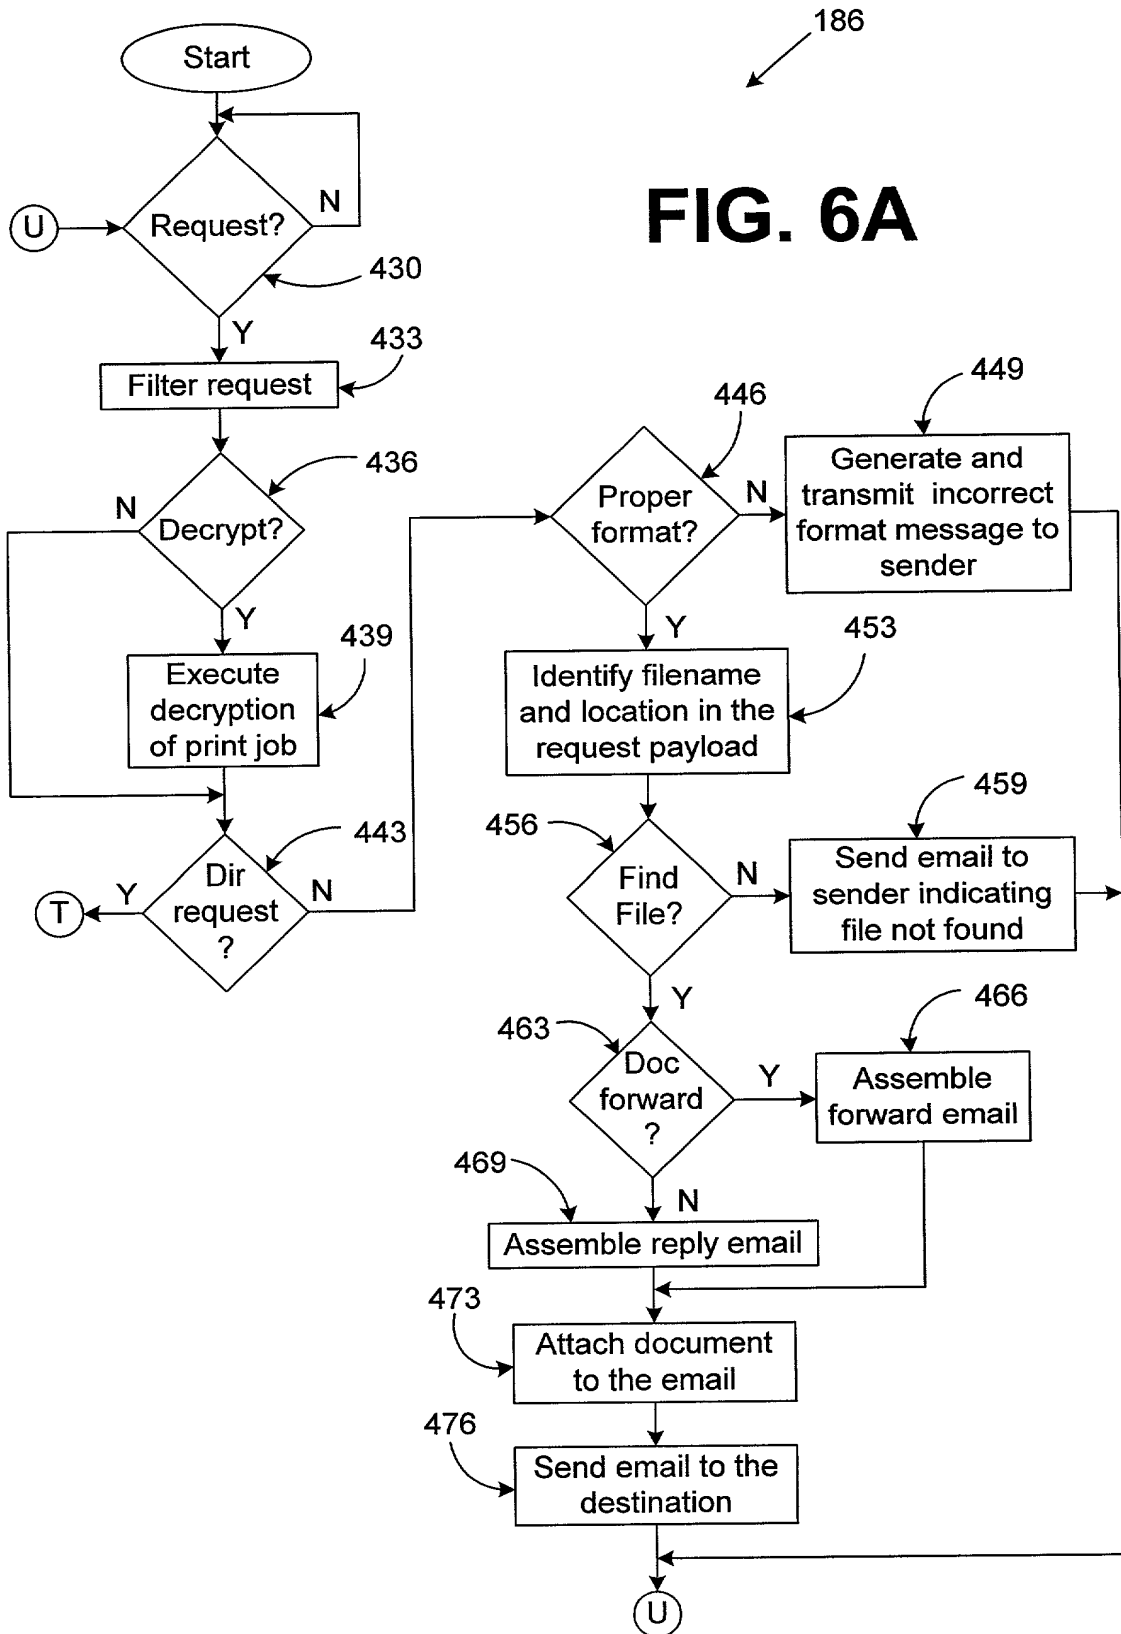 186
FIG. 6A
Start
Request?
N
U
430
Y
Filter request
433
436
N
Decrypt?
Y
439
Execute
decryption
of print job
443
Y
Dir
request
?
N
T
446
Proper
format?
N
449
Generate and
transmit incorrect
format message to
sender
Y
453
Identify filename
and location in the
request payload
456
Find
File?
N
459
Send email to
sender indicating
file not found
Y
463
Doc
forward
?
Y
466
Assemble
forward email
469
N
Assemble reply email
473
Attach document
to the email
476
Send email to the
destination
U